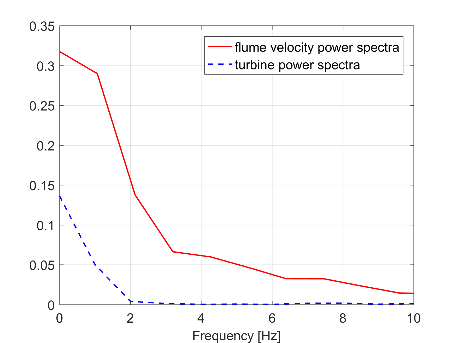 0.35
0.3
0.25
0.2
0.15
0.1
0.05
0
flume velocity power spectra
turbine power spectra
0 2 4 6 8 10
Frequency [Hz]